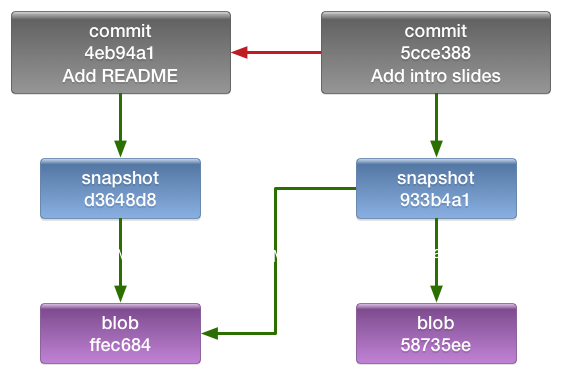 commit
4eb94a1
Add README
commit
5cce388
Add intro slides
snapshot
d3648d8
snapshot
933b4a1
blob
ffec684
blob
58735ee